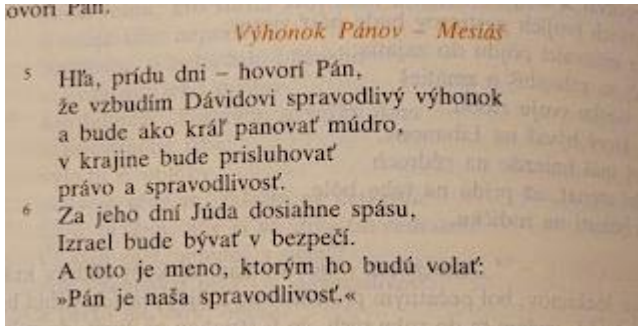 ovorí Pán.
Výhonok Pánov – Mesiáš
5 Hľa, prídu dni – hovorí Pán,
že vzbudím Dávidovi spravodlivý výhonok
a bude ako kráľ panovať múdro,
v krajine bude prisluhovať
právo a spravodlivosť.
6 Za jeho dní Júda dosiahne spásu,
Izrael bude bývať v bezpečí.
A toto je meno, ktorým ho budú volať:
»Pán je naša spravodlivosť.«